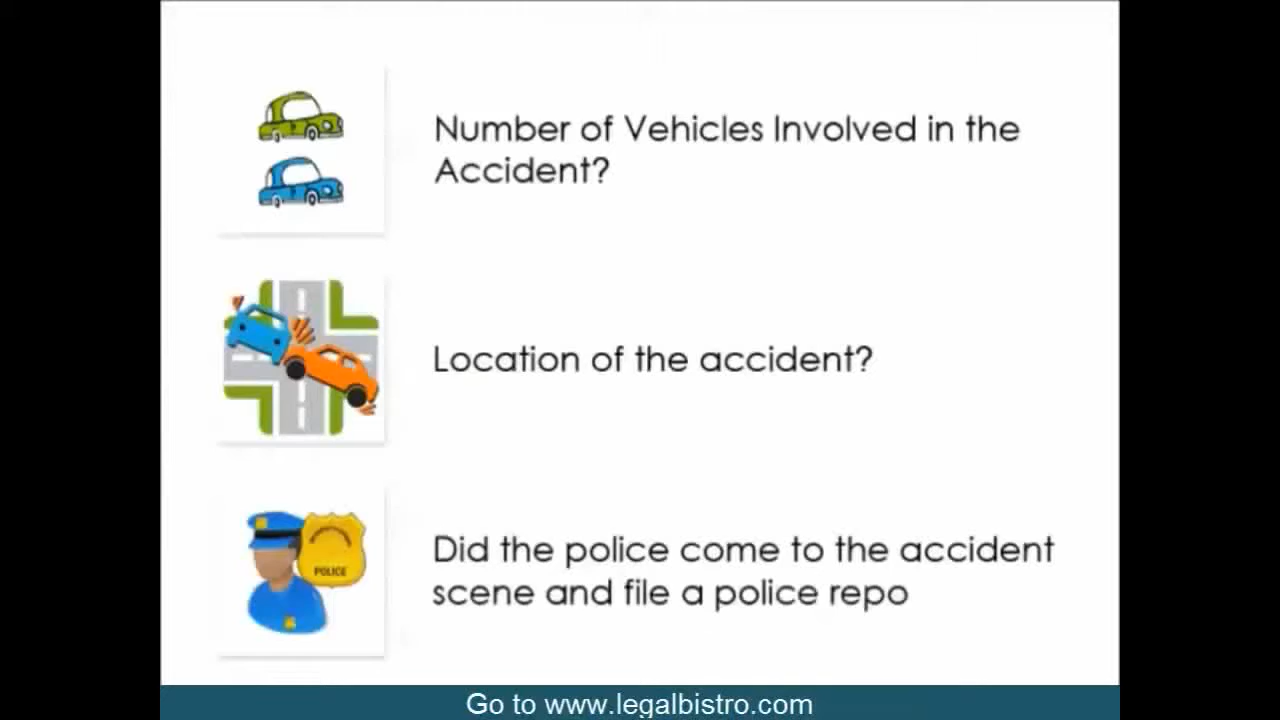 Number of Vehicles Involved in the
Accident?
Location of the accident?
POLICE
Did the police come to the accident
scene and file a police repo
Go to www.legalbistro.com